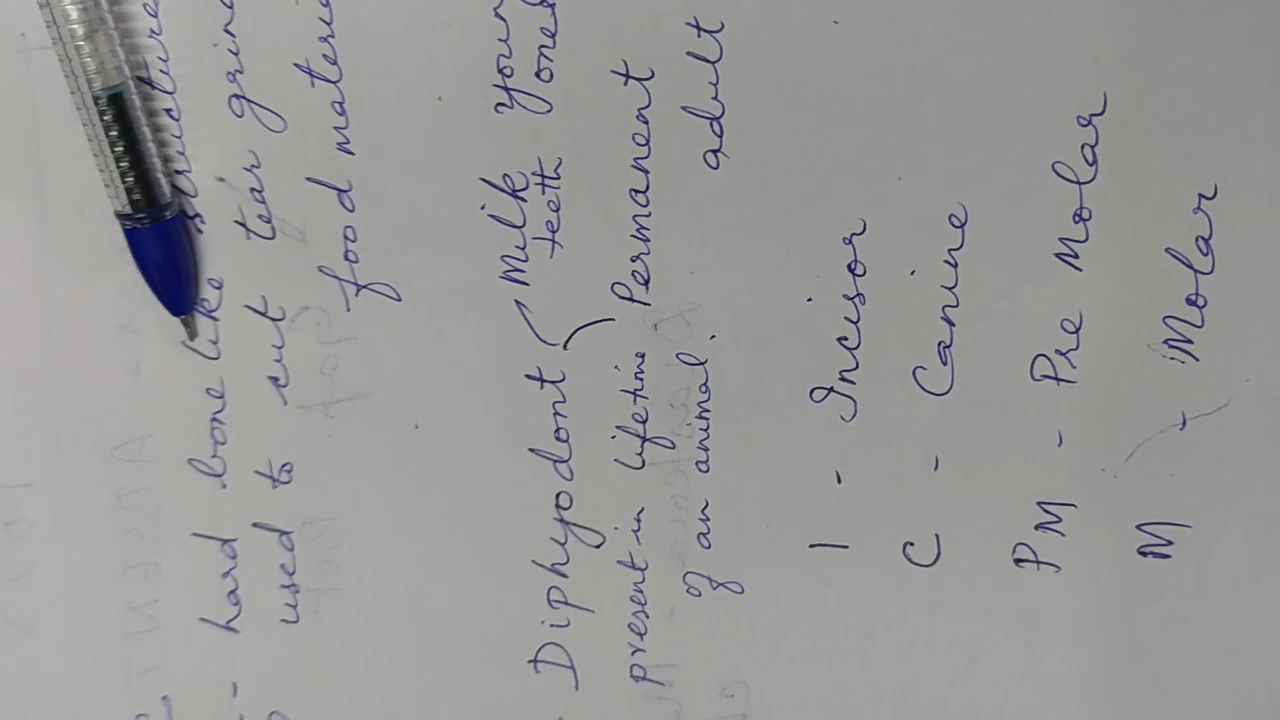 - hard bone like structure
used to cut tear grind
food materi
Diphyodont Milk teeth young ones
present in lifetime Permanent
of an animal. adult
I - Incisor
C - Canine
PM - Pre Molar
M - Molar